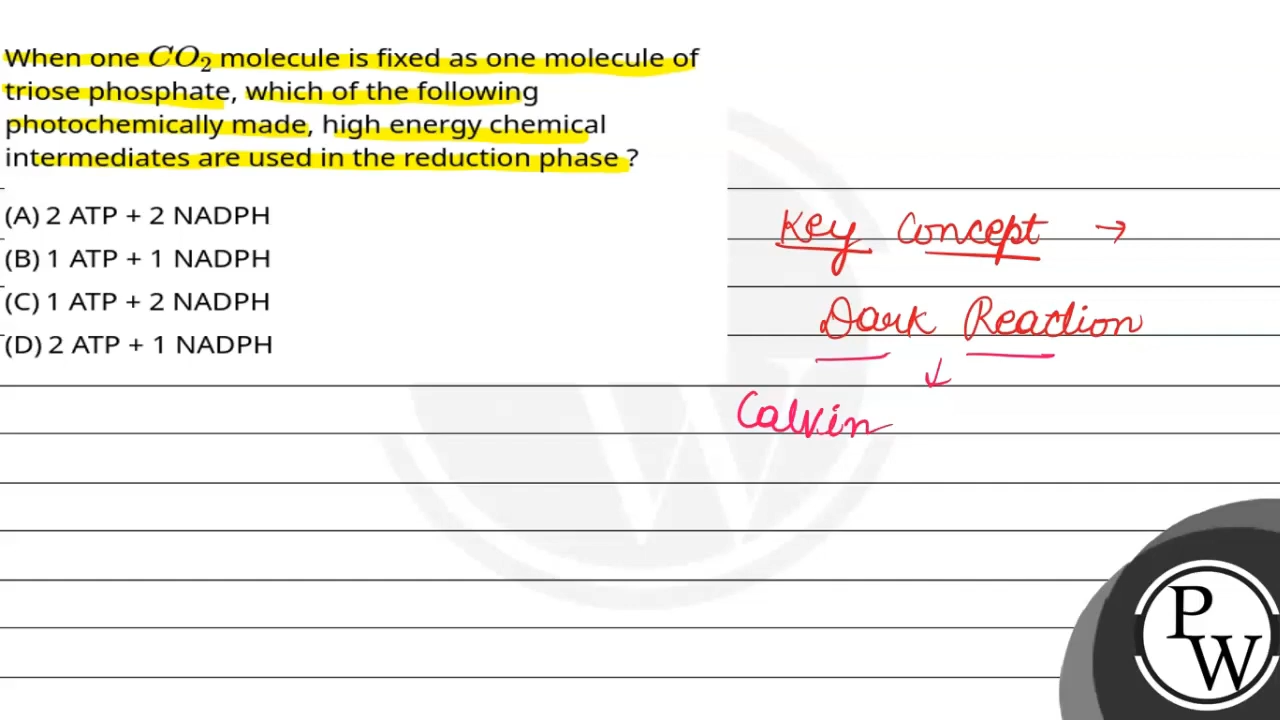 When one CO₂ molecule is fixed as one molecule of
triose phosphate, which of the following
photochemically made, high energy chemical
intermediates are used in the reduction phase ?
(A) 2 ATP + 2 NADPH
(B) 1 ATP + 1 NADPH
(C) 1 ATP + 2 NADPH
(D) 2 ATP + 1 NADPH
Key Concept →
Dark Reaction
↓
Calvin
P
W